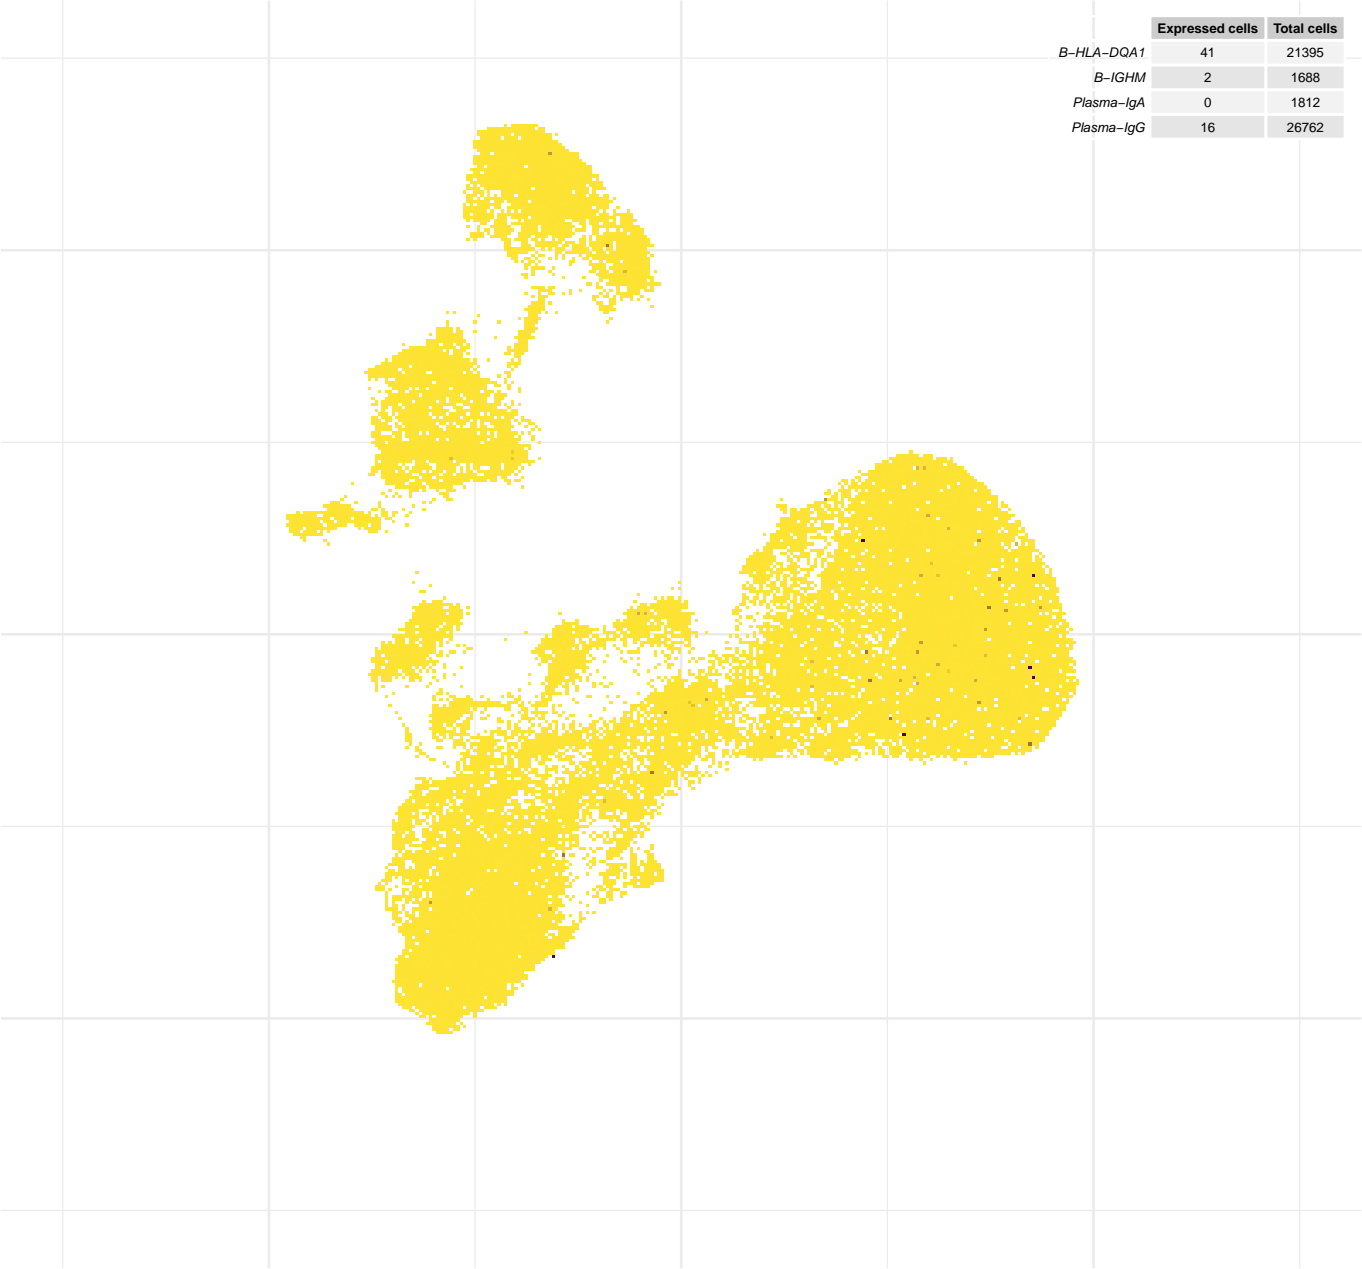 Expressed cells Total cells
B−HLA−DQA1 41 21395
B−IGHM 2 1688
Plasma−IgA 0 1812
Plasma−IgG 16 26762